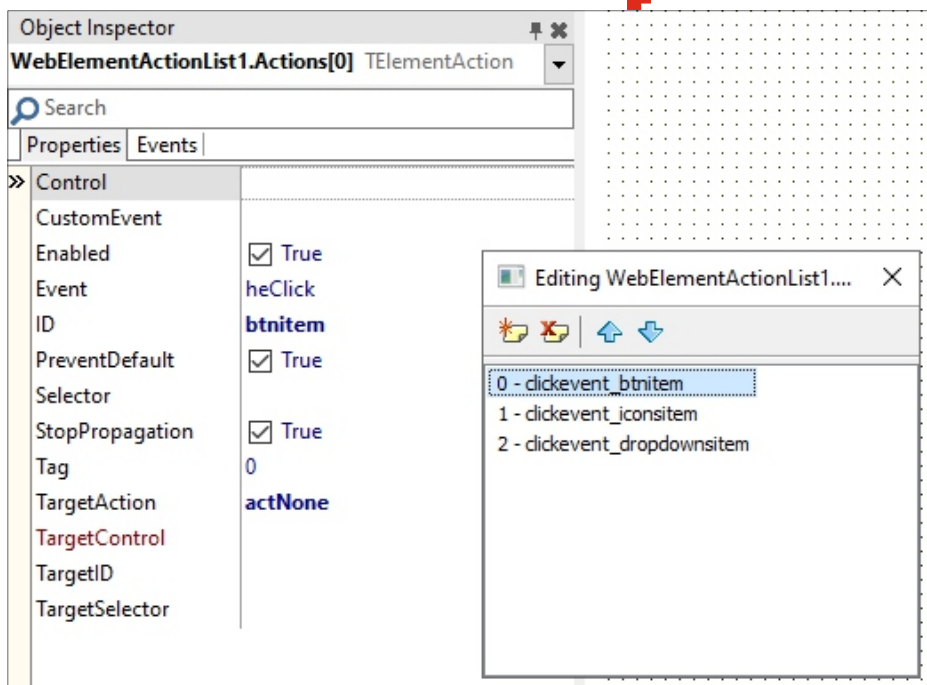 Object Inspector
WebElementActionList1.Actions[0] TElementAction
Search
Properties Events
Control
CustomEvent
Enabled True
Event heClick
ID btnitem
PreventDefault True
Selector
StopPropagation True
Tag 0
TargetAction actNone
TargetControl
TargetID
TargetSelector
Editing WebElementActionList1....
0 - clickevent_btnitem
1 - clickevent_iconsitem
2 - clickevent_dropdownsitem